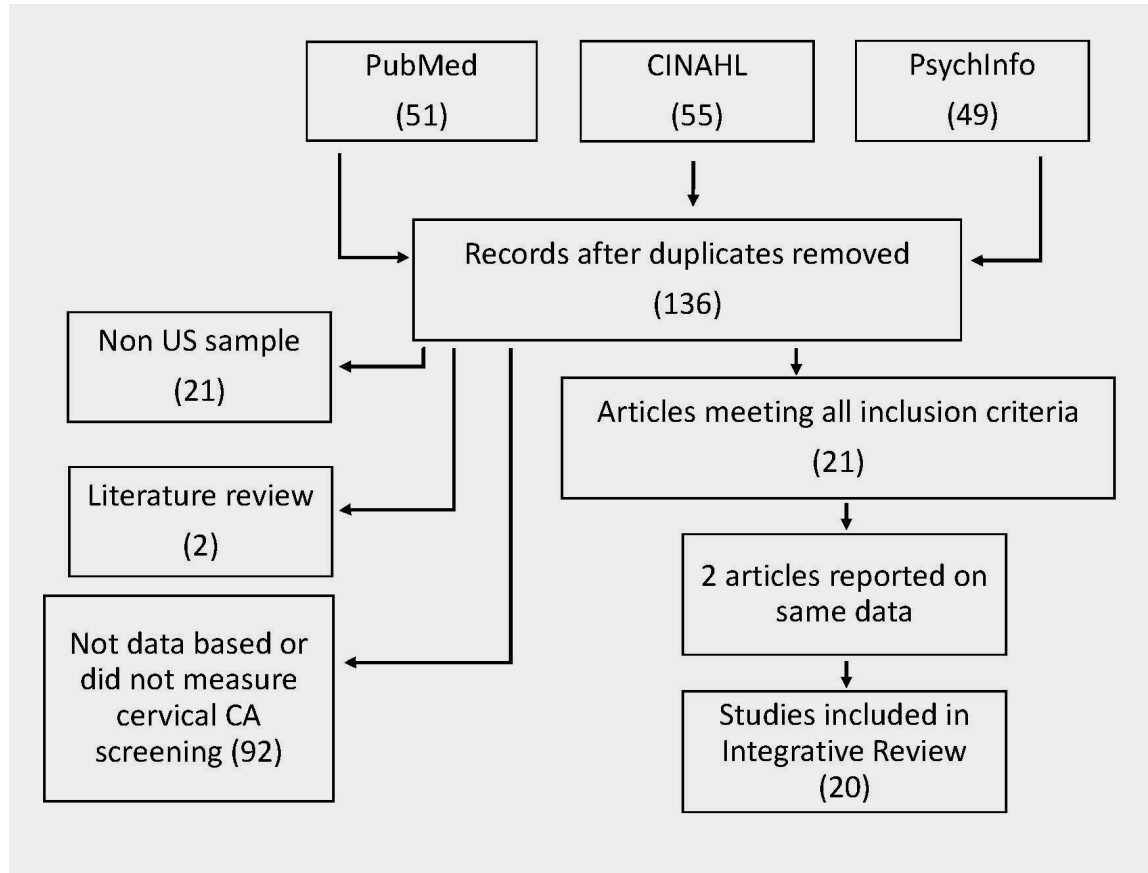 PubMed
(51)
CINAHL
(55)
PsychInfo
(49)
Records after duplicates removed
(136)
Non US sample
(21)
Literature review
(2)
Not data based or
did not measure
cervical CA
screening (92)
Articles meeting all inclusion criteria
(21)
2 articles reported on
same data
Studies included in
Integrative Review
(20)